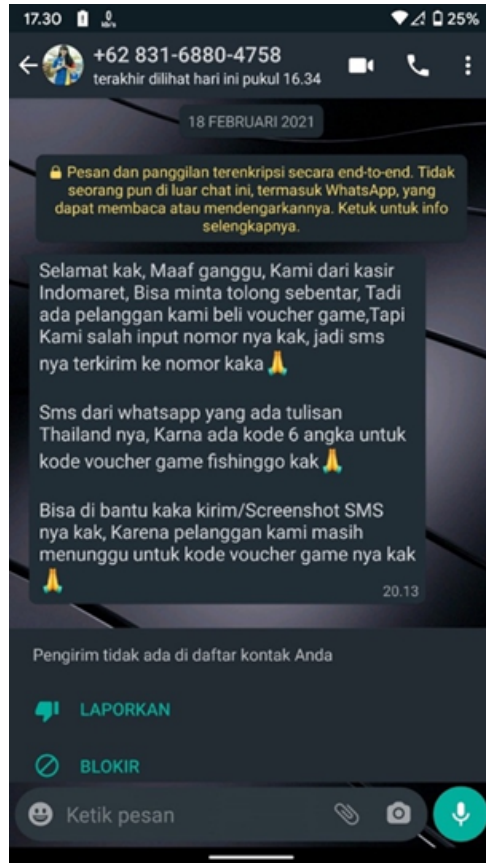 17.30
25%
+62 831-6880-4758
terakhir dilihat hari ini pukul 16.34
18 FEBRUARI 2021
Pesan dan panggilan terenkripsi secara end-to-end. Tidak
seorang pun di luar chat ini, termasuk WhatsApp, yang
dapat membaca atau mendengarkannya. Ketuk untuk info
selengkapnya.
Selamat kak, Maaf ganggu, Kami dari kasir
Indomaret, Bisa minta tolong sebentar, Tadi
ada pelanggan kami beli voucher game,Tapi
Kami salah input nomor nya kak, jadi sms
nya terkirim ke nomor kaka 🙏
Sms dari whatsapp yang ada tulisan
Thailand nya, Karna ada kode 6 angka untuk
kode voucher game fishinggo kak 🙏
Bisa di bantu kaka kirim/Screenshot SMS
nya kak, Karena pelanggan kami masih
menunggu untuk kode voucher game nya kak
🙏
20.13
Pengirim tidak ada di daftar kontak Anda
LAPORKAN
BLOKIR
Ketik pesan